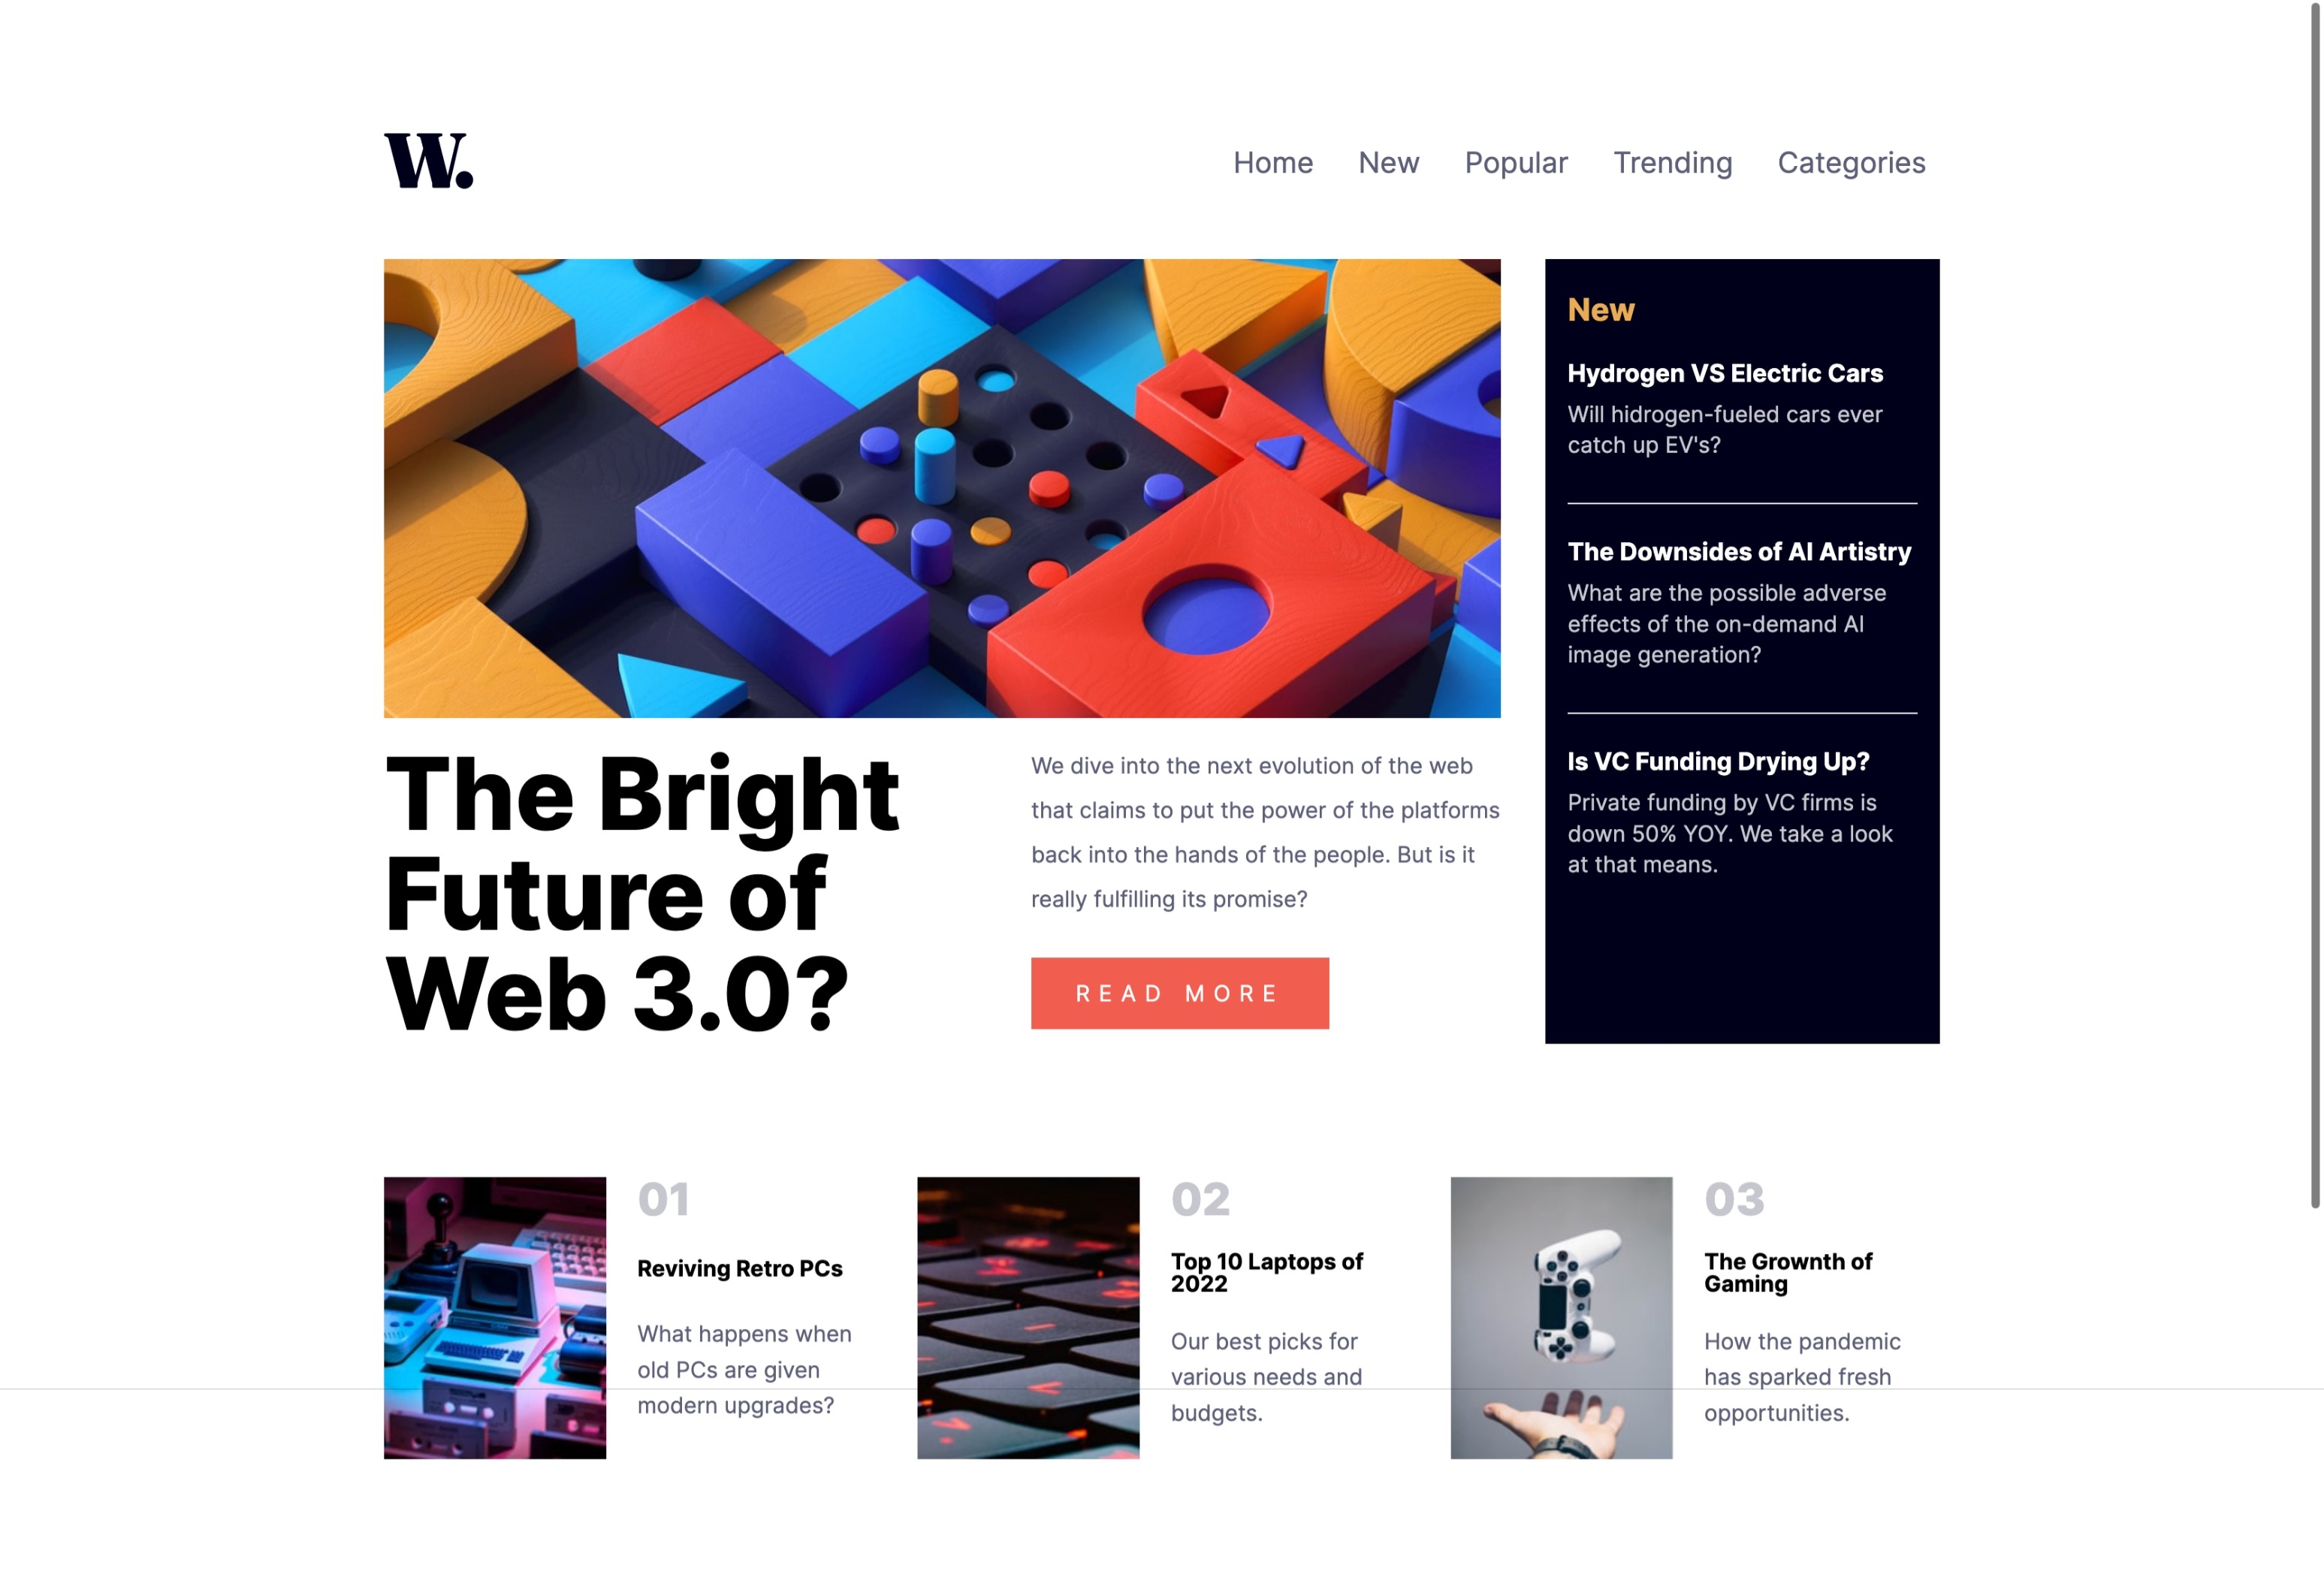 W.
Home New Popular Trending Categories
The Bright
Future of
Web 3.0?
We dive into the next evolution of the web
that claims to put the power of the platforms
back into the hands of the people. But is it
really fulfilling its promise?
READ MORE
New
Hydrogen VS Electric Cars
Will hidrogen-fueled cars ever
catch up EV's?
The Downsides of AI Artistry
What are the possible adverse
effects of the on-demand AI
image generation?
Is VC Funding Drying Up?
Private funding by VC firms is
down 50% YOY. We take a look
at that means.
01
Reviving Retro PCs
What happens when
old PCs are given
modern upgrades?
02
Top 10 Laptops of
2022
Our best picks for
various needs and
budgets.
03
The Grownth of
Gaming
How the pandemic
has sparked fresh
opportunities.